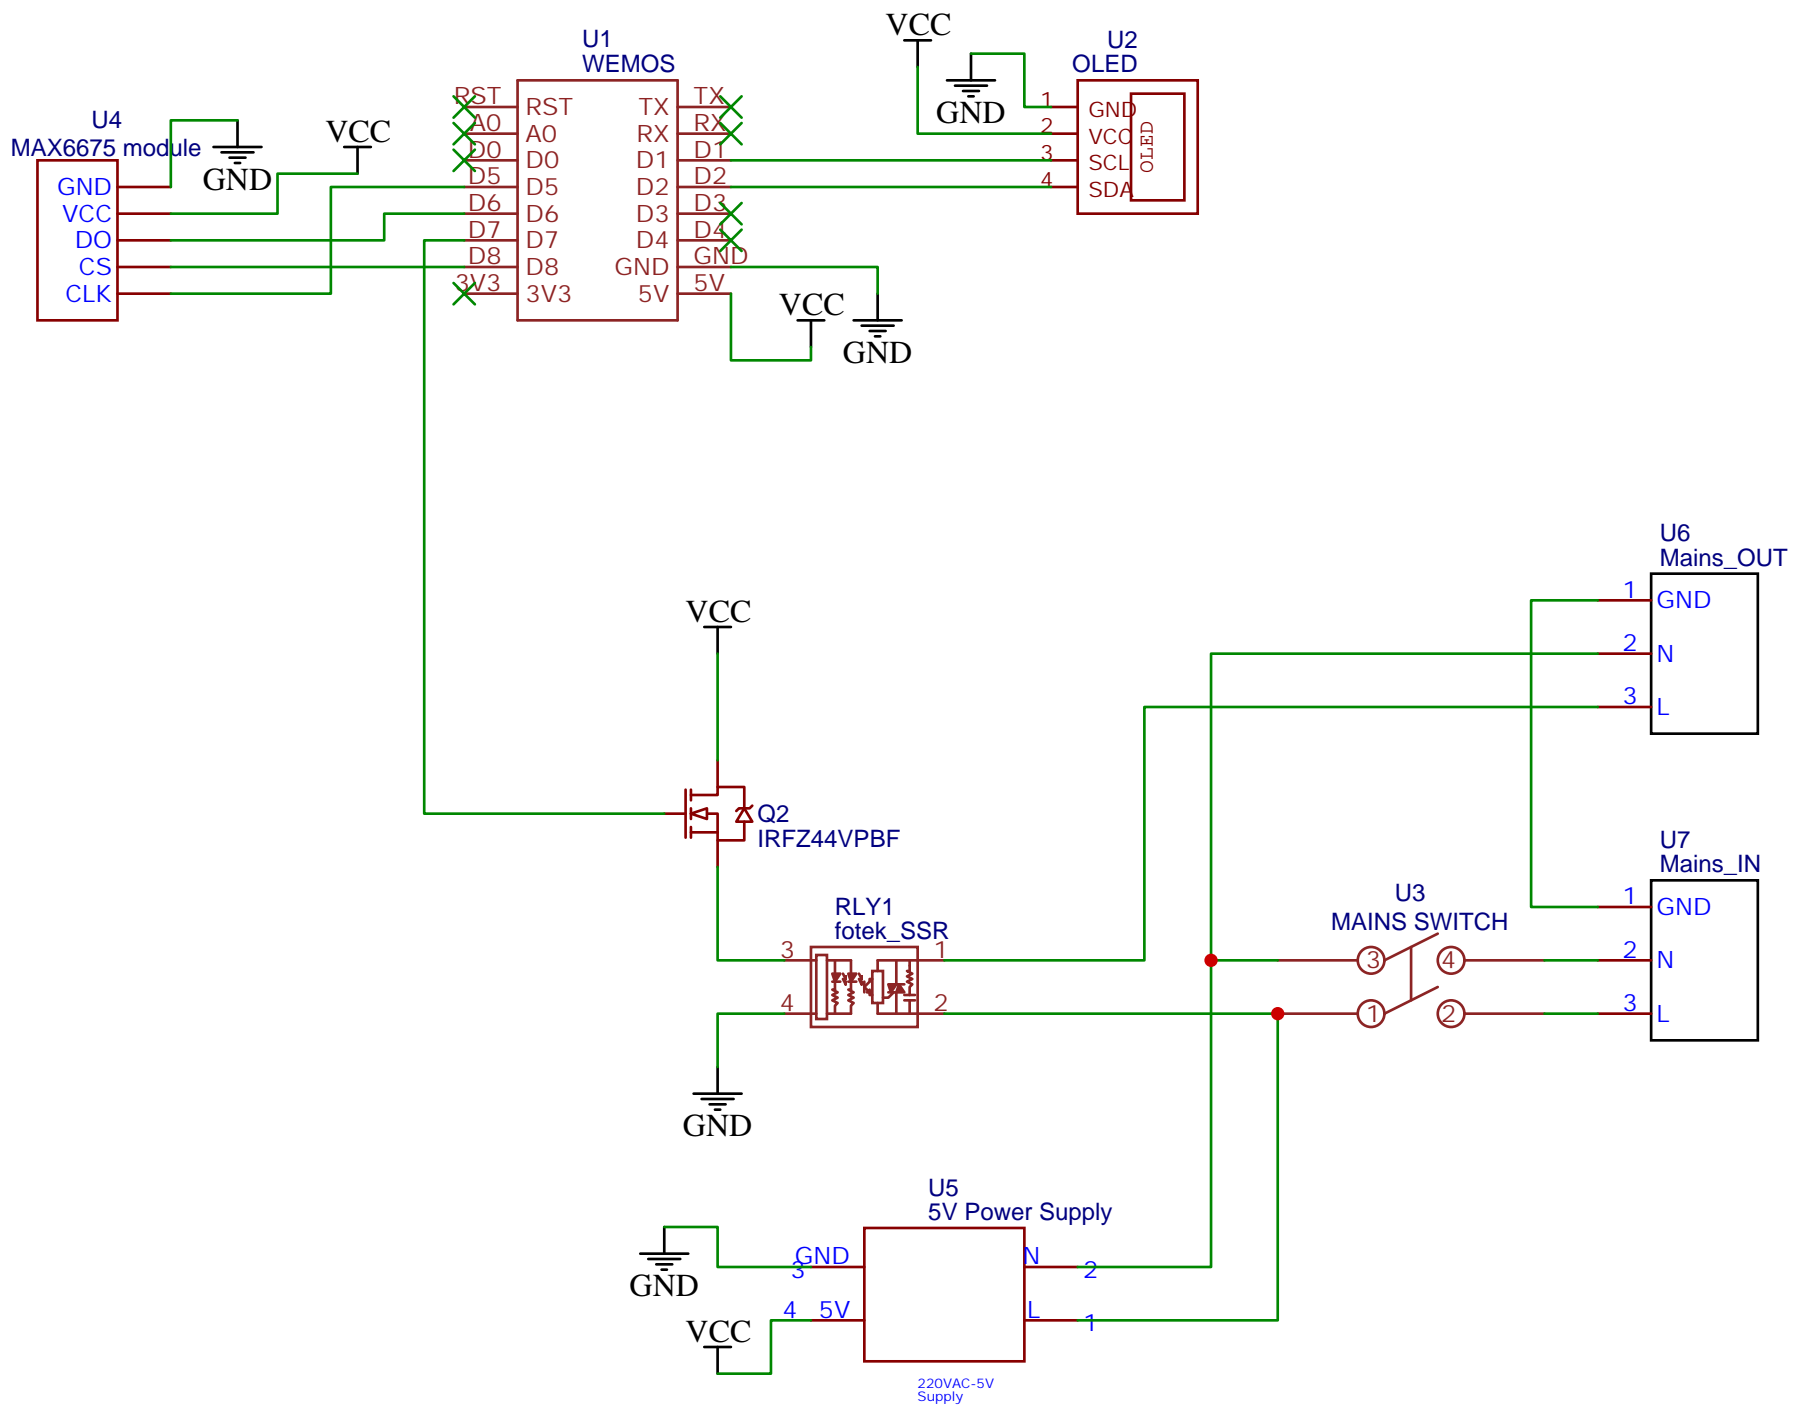 U4
MAX6675 module
GND
VCC
DO
CS
CLK
GND
VCC
U1
WEMOS
RST
A0
D0
D5
D6
D7
D8
3V3
RST
A0
D0
D5
D6
D7
D8
3V3
TX
RX
D1
D2
D3
D4
GND
5V
TX
RX
D1
D2
D3
D4
GND
5V
VCC
GND
VCC
GND
U2
OLED
1
2
3
4
GND
VCC
SCL
SDA
OLED
VCC
Q2
IRFZ44VPBF
RLY1
fotek_SSR
3
4
1
2
GND
U6
Mains_OUT
1 GND
2 N
3 L
U7
Mains_IN
1 GND
2 N
3 L
U3
MAINS SWITCH
3 4
1 2
U5
5V Power Supply
GND
3
4 5V
N
2
L
1
GND
VCC
220VAC-5V
Supply